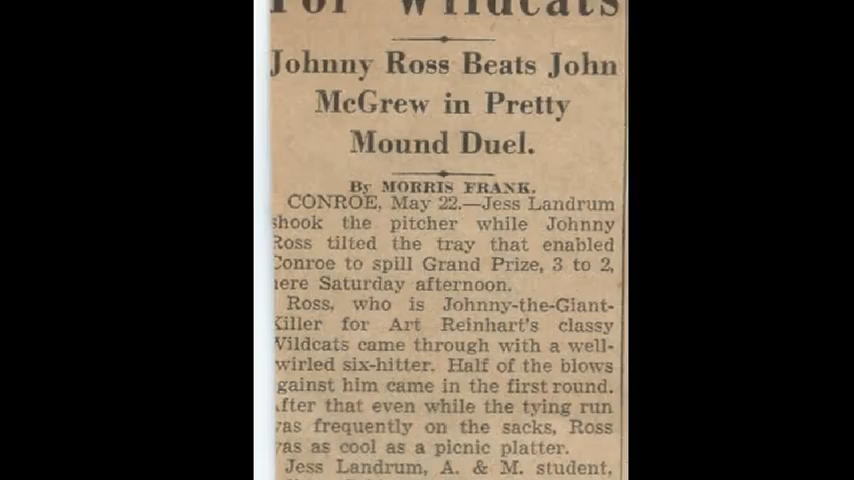 For Wildcats
Johnny Ross Beats John
McGrew in Pretty
Mound Duel.
By MORRIS FRANK.
CONROE, May 22.—Jess Landrum
shook the pitcher while Johnny
Ross tilted the tray that enabled
Conroe to spill Grand Prize, 3 to 2,
here Saturday afternoon.
Ross, who is Johnny-the-Giant-
Killer for Art Reinhart's classy
Wildcats came through with a well-
twirled six-hitter. Half of the blows
against him came in the first round.
After that even while the tying run
was frequently on the sacks, Ross
was as cool as a picnic platter.
Jess Landrum, A. & M. student,